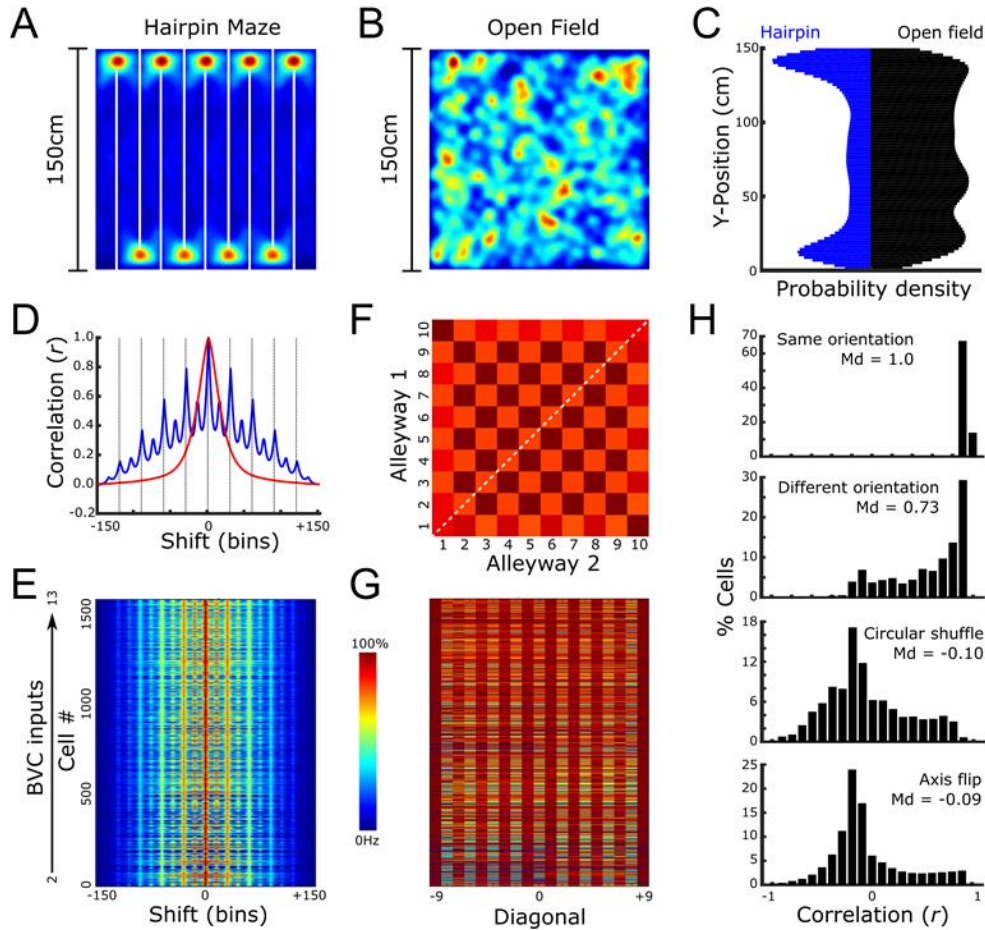 A
Hairpin Maze
150cm
B
Open Field
150cm
C
Hairpin
Open field
150
100
50
0
Y-Position (cm)
Probability density
D
1.0
0.8
0.6
0.4
0.2
0.0
-0.2
Correlation (r)
-150
0
+150
Shift (bins)
F
10
9
8
7
6
5
4
3
2
1
Alleyway 1
1 2 3 4 5 6 7 8 9 10
Alleyway 2
H
Same orientation
Md = 1.0
70
60
40
20
0
Different orientation
Md = 0.73
30
20
10
0
% Cells
Circular shuffle
Md = -0.10
18
12
6
0
Axis flip
Md = -0.09
25
20
15
10
5
0
-1
0
1
Correlation (r)
E
BVC inputs
2
13
Cell #
1500
1000
500
0
-150
0
+150
Shift (bins)
100%
0Hz
G
-9
0
+9
Diagonal